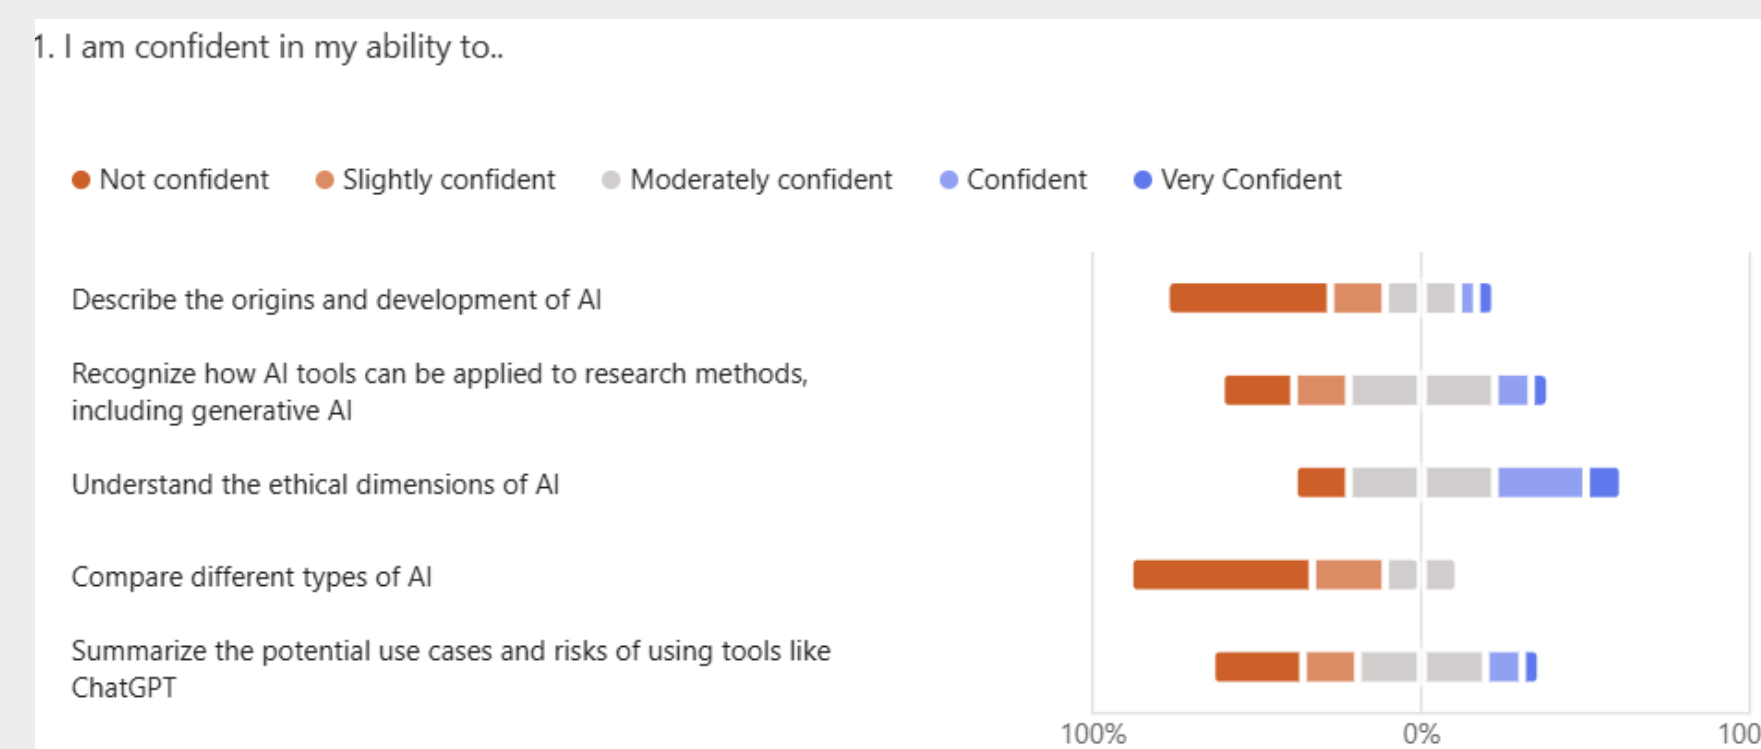 1. I am confident in my ability to..
Not confident Slightly confident Moderately confident Confident Very Confident
Describe the origins and development of AI
Recognize how AI tools can be applied to research methods,
including generative AI
Understand the ethical dimensions of AI
Compare different types of AI
Summarize the potential use cases and risks of using tools like
ChatGPT
100% 0% 100